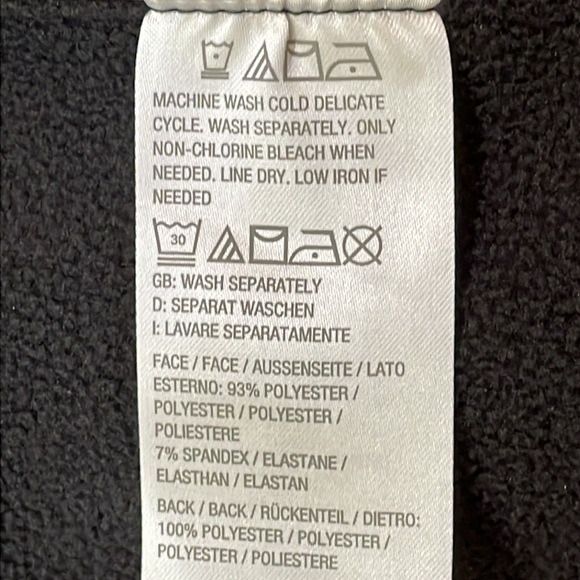 MACHINE WASH COLD DELICATE
CYCLE. WASH SEPARATELY. ONLY
NON-CHLORINE BLEACH WHEN
NEEDED. LINE DRY. LOW IRON IF
NEEDED
30
GB: WASH SEPARATELY
D: SEPARAT WASCHEN
I: LAVARE SEPARATAMENTE
FACE / FACE / AUSSENSEITE / LATO
ESTERNO: 93% POLYESTER /
POLYESTER / POLYESTER /
POLIESTERE
7% SPANDEX / ELASTANE /
ELASTHAN / ELASTAN
BACK / BACK / RÜCKENTEIL / DIETRO:
100% POLYESTER / POLYESTER /
POLYESTER / POLIESTERE